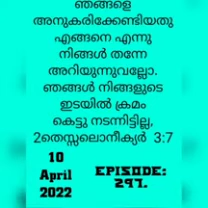 ഞങ്ങളെ
അനുകരിക്കേണ്ടിയതു
എങ്ങനെ എന്നു
നിങ്ങൾ തന്നേ
അറിയുന്നുവല്ലോ.
ഞങ്ങൾ നിങ്ങളുടെ
ഇടയിൽ ക്രമം
കെട്ടു നടന്നിട്ടില്ല,
2തെസ്സലൊനീക്യർ 3:7
10
April
2022
EPISODE:
297.